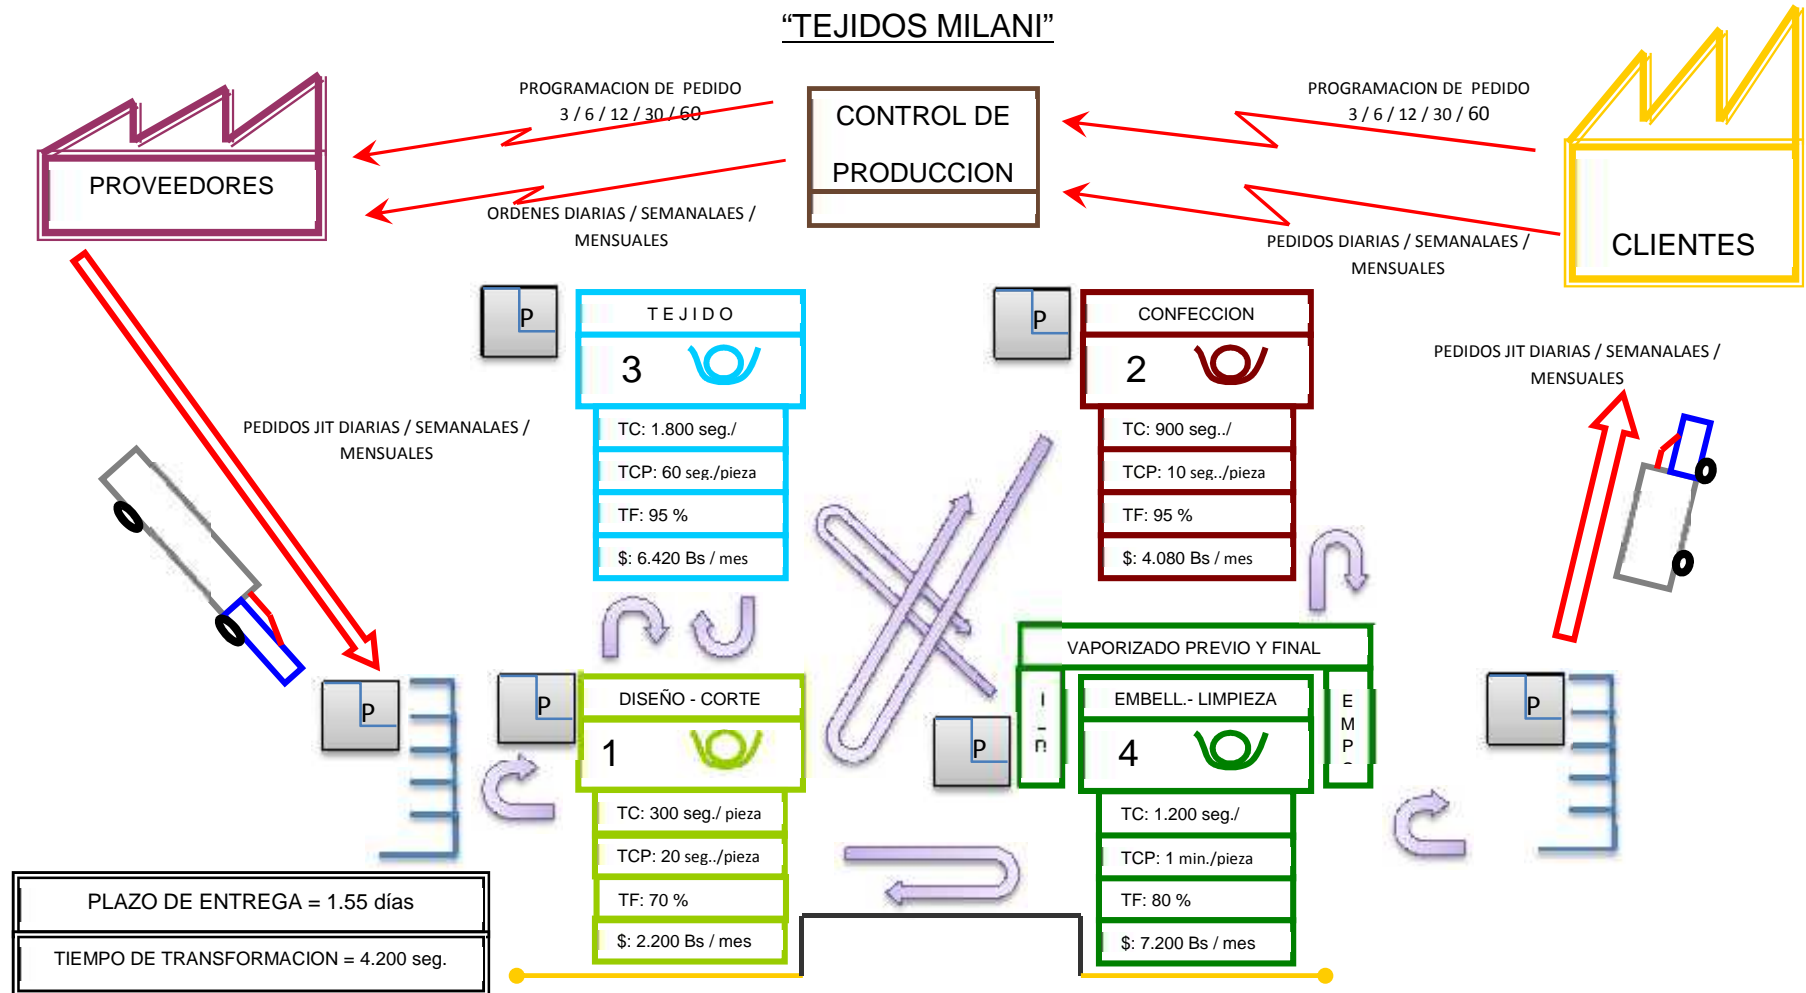 “TEJIDOS MILANI”
PROGRAMACION DE PEDIDO
3 / 6 / 12 / 30 / 60
CONTROL DE
PRODUCCION
PROGRAMACION DE PEDIDO
3 / 6 / 12 / 30 / 60
PROVEEDORES
ORDENES DIARIAS / SEMANALAES /
MENSUALES
PEDIDOS DIARIAS / SEMANALAES /
MENSUALES
CLIENTES
P
T E J I D O
3
TC: 1.800 seg./
TCP: 60 seg./pieza
TF: 95 %
$: 6.420 Bs / mes
P
CONFECCION
2
TC: 900 seg../
TCP: 10 seg../pieza
TF: 95 %
$: 4.080 Bs / mes
PEDIDOS JIT DIARIAS / SEMANALAES /
MENSUALES
PEDIDOS JIT DIARIAS / SEMANALAES /
MENSUALES
P
P
DISEÑO - CORTE
1
TC: 300 seg./ pieza
TCP: 20 seg../pieza
TF: 70 %
$: 2.200 Bs / mes
VAPORIZADO PREVIO Y FINAL
P
EMBELL.- LIMPIEZA
4
TC: 1.200 seg./
TCP: 1 min./pieza
TF: 80 %
$: 7.200 Bs / mes
E
M
P
P
PLAZO DE ENTREGA = 1.55 días
TIEMPO DE TRANSFORMACION = 4.200 seg.